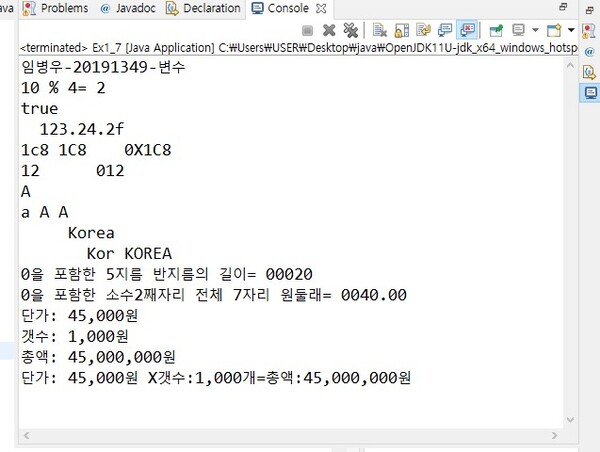 ava Problems @ Javadoc Declaration Console
<terminated> Ex1_7 [Java Application] C:₩Users₩USER₩Desktop₩java₩OpenJDK11U-jdk_x64_windows_hotsp
임병우-20191349-변수
10 % 4= 2
true
123.24.2f
1c8 1C8 0X1C8
12 012
A
a A A
Korea
Kor KOREA
0을 포함한 5지름 반지름의 길이= 00020
0을 포함한 소수2째자리 전체 7자리 원둘래= 0040.00
단가: 45,000원
갯수: 1,000원
총액: 45,000,000원
단가: 45,000원 X갯수:1,000개=총액:45,000,000원